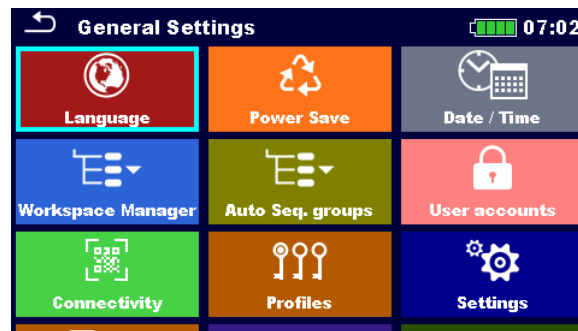 General Settings 07:02
Language Power Save Date / Time
Workspace Manager Auto Seq. groups User accounts
Connectivity Profiles Settings